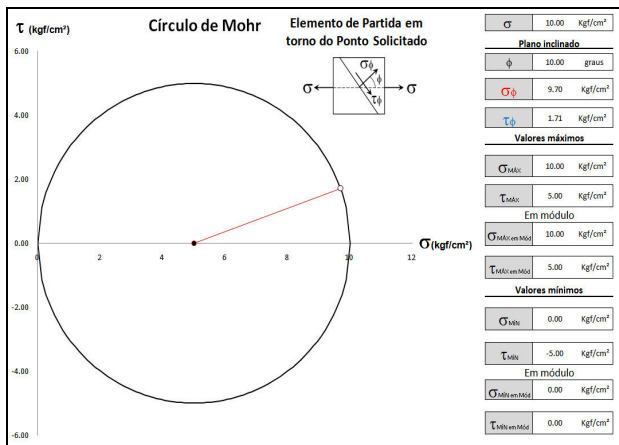 Círculo de Mohr
Elemento de Partida em
torno do Ponto Solicitado
τ (kgf/cm²)
6.00
4.00
2.00
0.00
-2.00
-4.00
-6.00
0
2
4
6
8
10
12
σ(kgf/cm²)
σ
σϕ
ϕ
τϕ
σ
σ 10.00 Kgf/cm²
Plano inclinado
ϕ 10.00 graus
σϕ 9.70 Kgf/cm²
τϕ 1.71 Kgf/cm²
Valores máximos
σMÁX 10.00 Kgf/cm²
τMÁX 5.00 Kgf/cm²
Em módulo
σMÁX em Mód 10.00 Kgf/cm²
τMÁX em Mód 5.00 Kgf/cm²
Valores mínimos
σMÍN 0.00 Kgf/cm²
τMÍN -5.00 Kgf/cm²
Em módulo
σMÍN em Mód 0.00 Kgf/cm²
τMÍN em Mód 0.00 Kgf/cm²